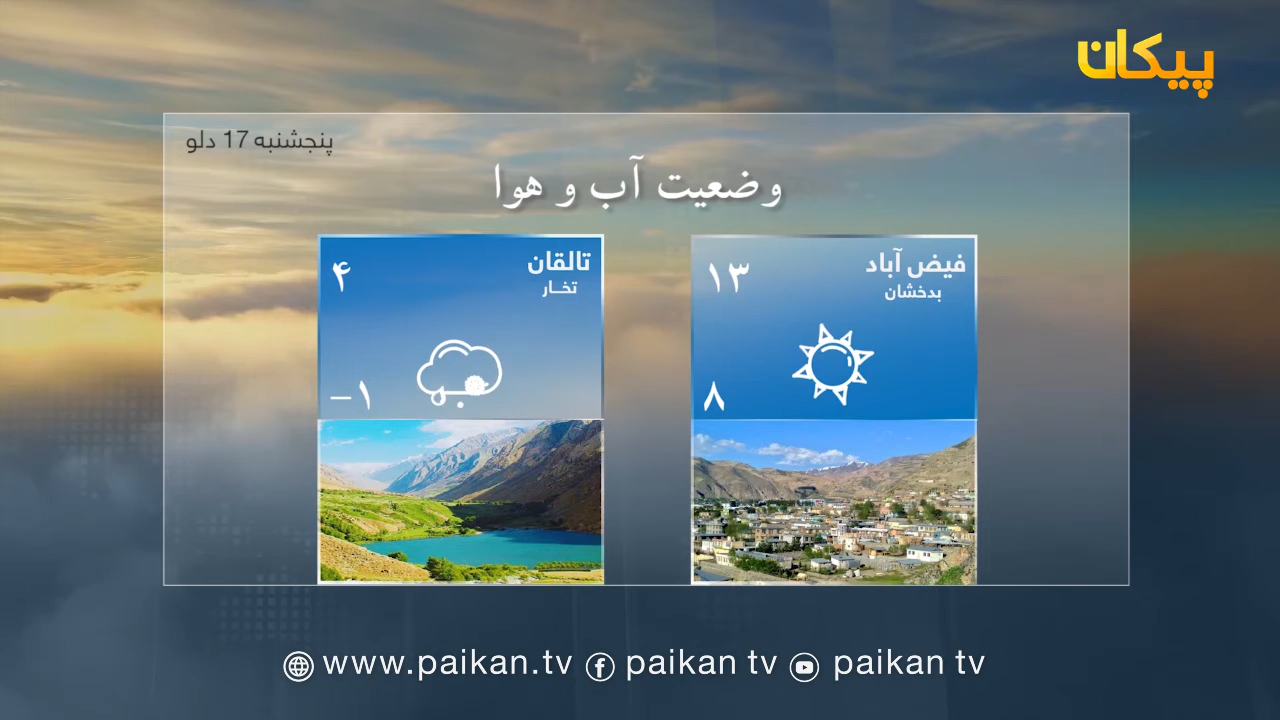 پیکان
پنجشنبه 17 دلو
وضعیت آب و هوا
فیض آباد
بدخشان
۱۳
۸
تالقان
تخــار
۴
−۱
www.paikan.tv paikan tv paikan tv